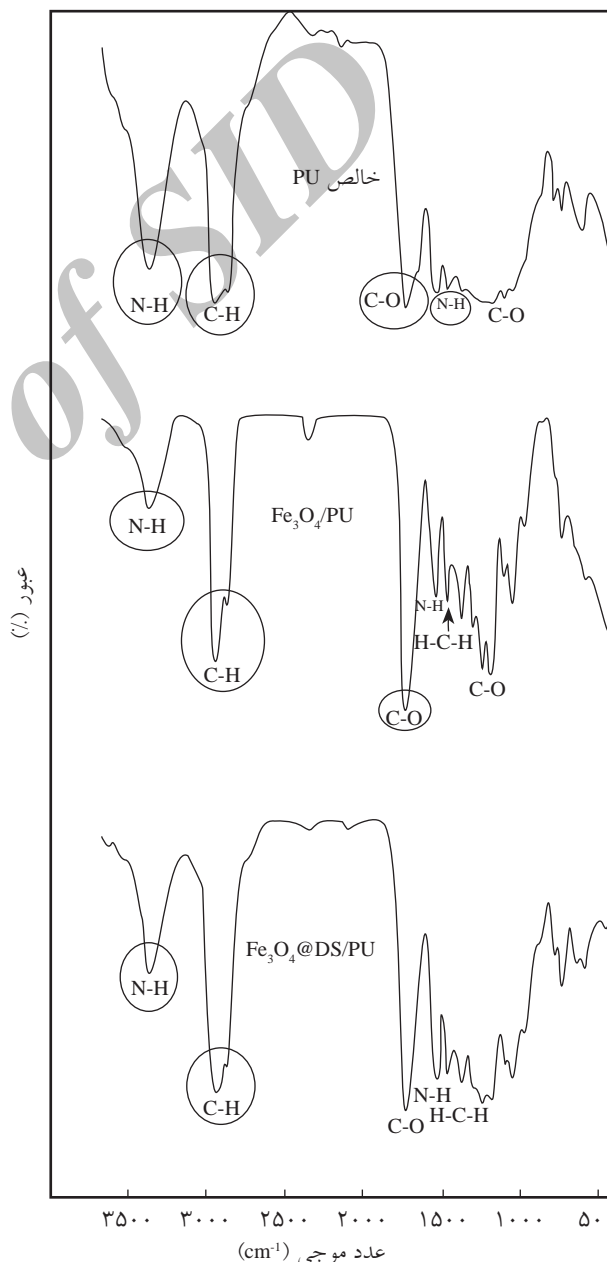 of SID
خالص PU
N-H
C-H
C-O
N-H
C-O
Fe₃O₄/PU
N-H
C-H
N-H
H-C-H
C-O
C-O
Fe₃O₄@DS/PU
N-H
C-H
N-H
H-C-H
C-O
عبور (٪)
۳۵۰۰ ۳۰۰۰ ۲۵۰۰ ۲۰۰۰ ۱۵۰۰ ۱۰۰۰ ۵۰
عدد موجی (cm⁻¹)